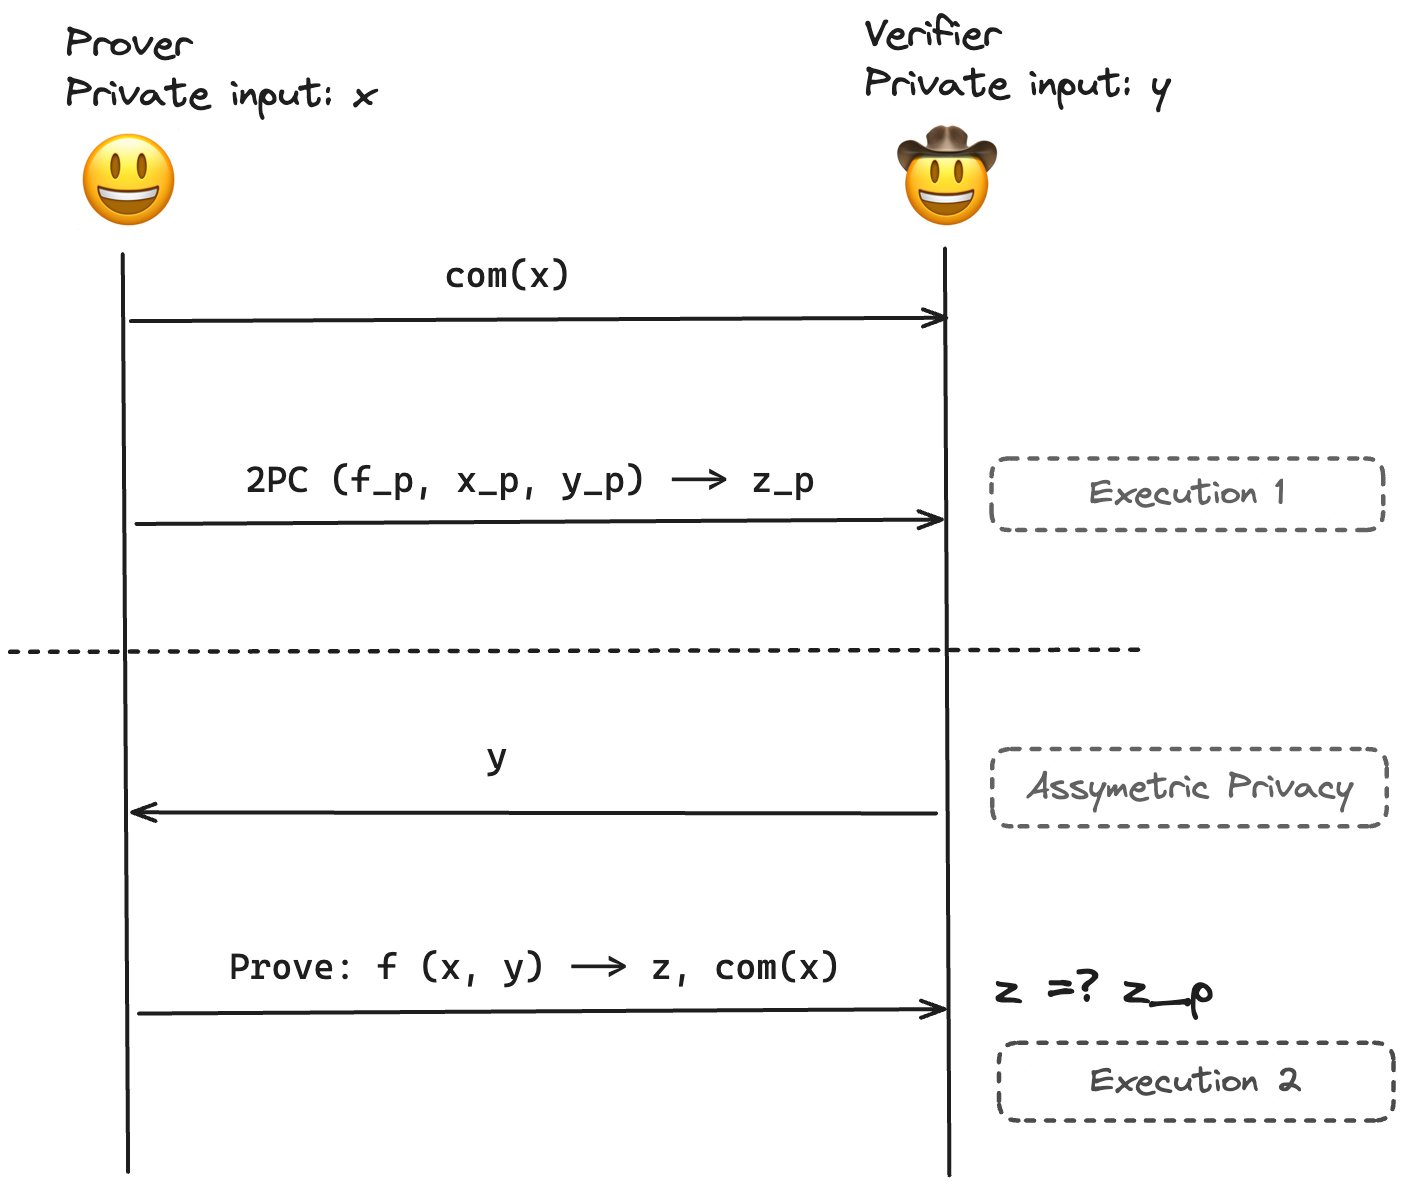 Prover
Private input: x
Verifier
Private input: y
com(x)
2PC (f_p, x_p, y_p) → z_p
Execution 1
y
Assymetric Privacy
Prove: f (x, y) → z, com(x)
z =? z_p
Execution 2